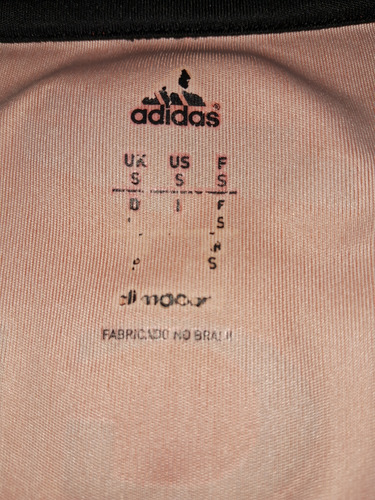 adidas
UK US F
S S S
D I F
S
S
climacool
FABRICADO NO BRASIL